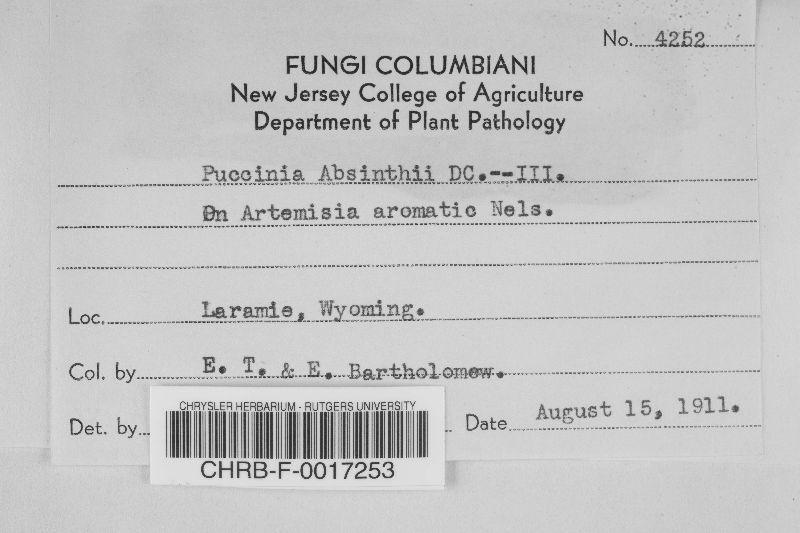 No. 4252
FUNGI COLUMBIANI
New Jersey College of Agriculture
Department of Plant Pathology
Puccinia Absinthii DC.--III.
On Artemisia aromatic Nels.
Loc. Laramie, Wyoming.
Col. by E. T. & E. Bartholomew.
Det. by
Date August 15, 1911.
CHRYSLER HERBARIUM - RUTGERS UNIVERSITY
CHRB-F-0017253